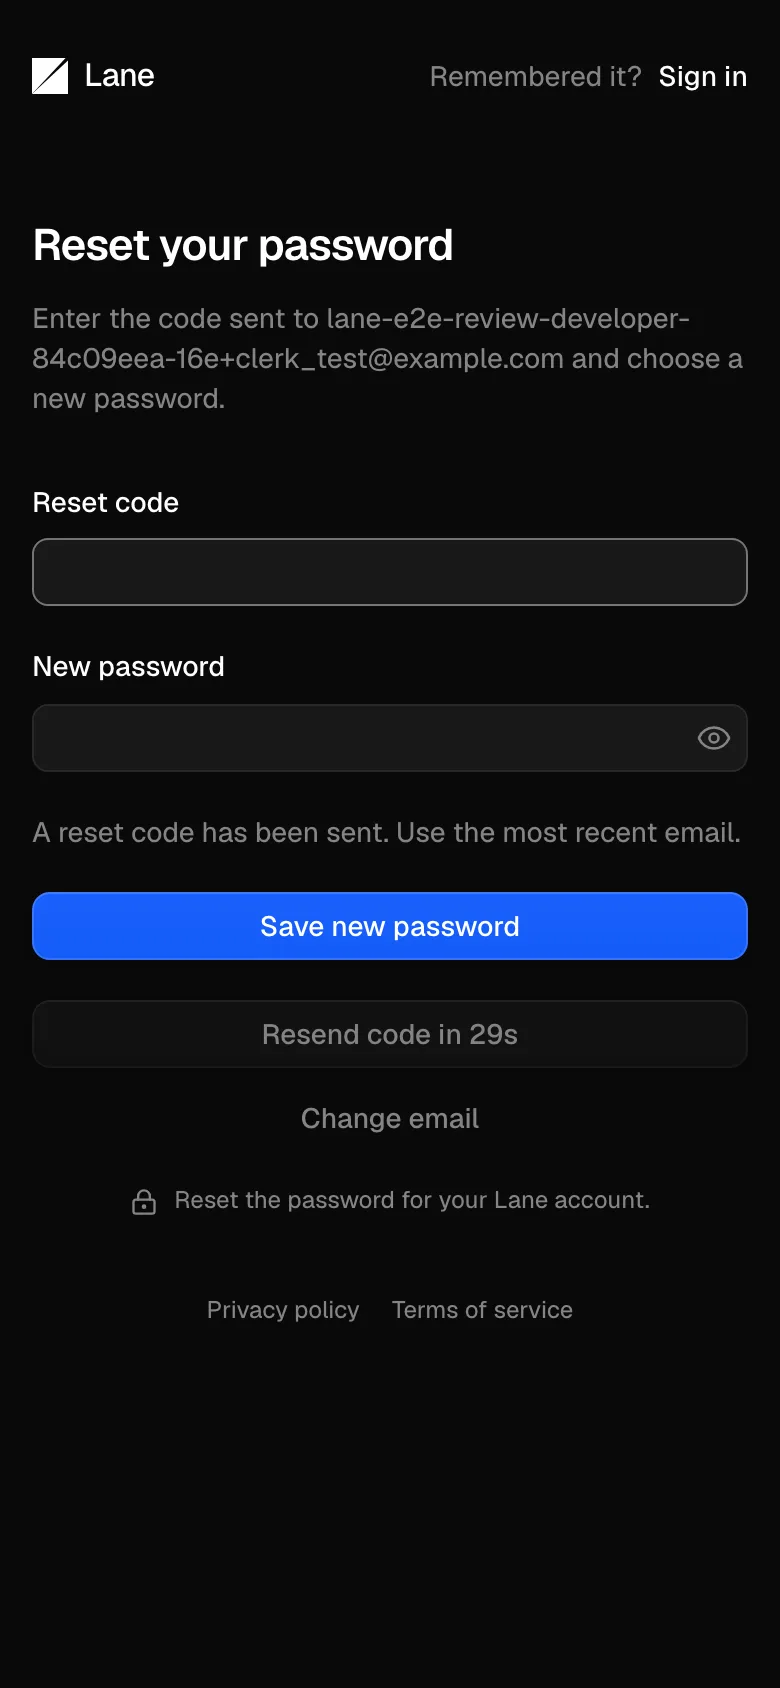 Lane
Remembered it? Sign in
Reset your password
Enter the code sent to lane-e2e-review-developer-
84c09eea-16e+clerk_test@example.com and choose a
new password.
Reset code
New password
A reset code has been sent. Use the most recent email.
Save new password
Resend code in 29s
Change email
Reset the password for your Lane account.
Privacy policy Terms of service